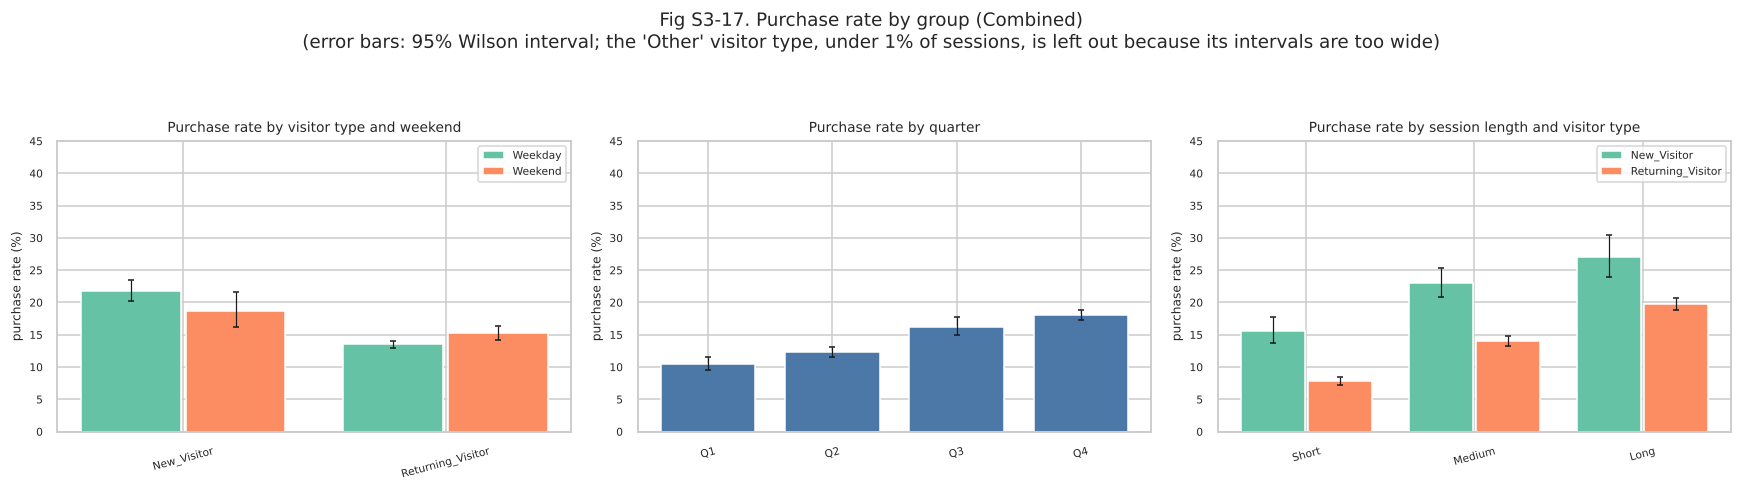 Fig S3-17. Purchase rate by group (Combined)
(error bars: 95% Wilson interval; the 'Other' visitor type, under 1% of sessions, is left out because its intervals are too wide)
Purchase rate by visitor type and weekend
purchase rate (%)
45
40
35
30
25
20
15
10
5
0
Weekday
Weekend
New_Visitor
Returning_Visitor
Purchase rate by quarter
purchase rate (%)
45
40
35
30
25
20
15
10
5
0
Q1
Q2
Q3
Q4
Purchase rate by session length and visitor type
purchase rate (%)
45
40
35
30
25
20
15
10
5
0
New_Visitor
Returning_Visitor
Short
Medium
Long